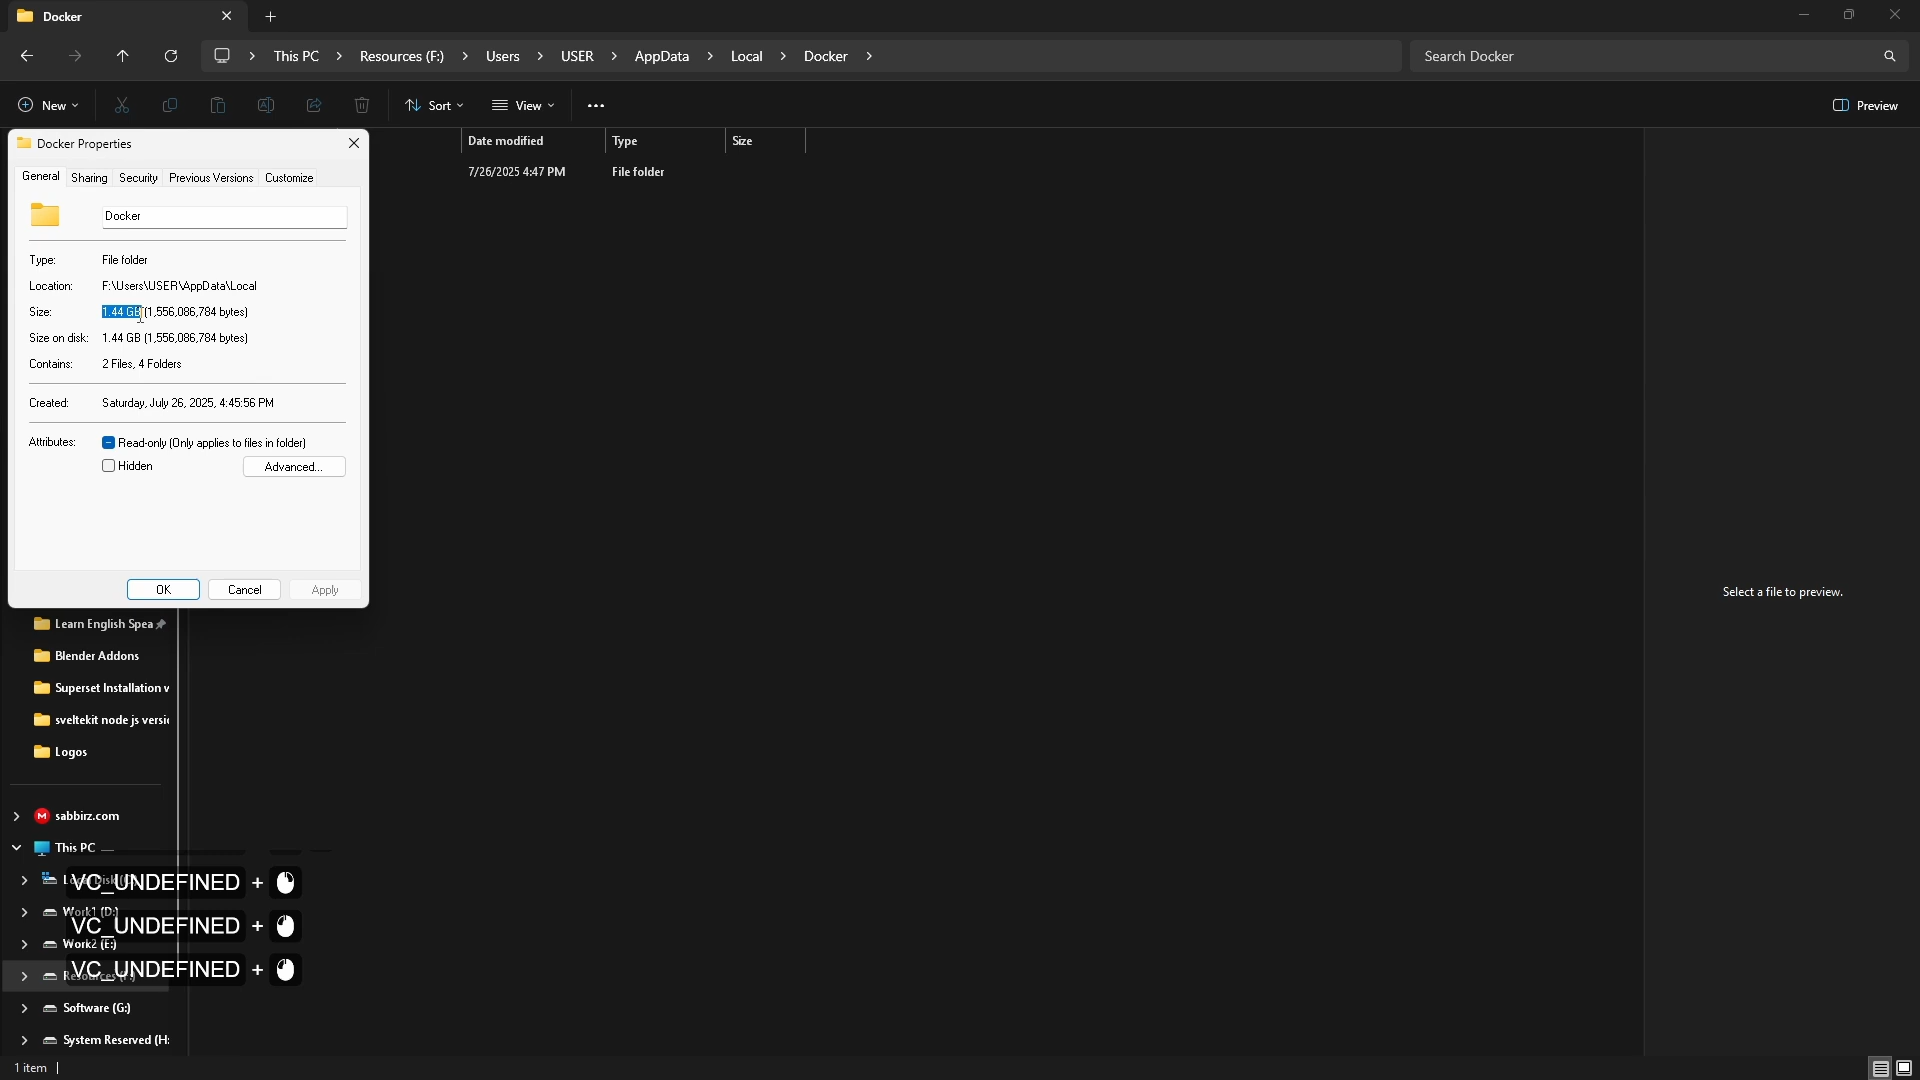 Docker
This PC > Resources (F:) > Users > USER > AppData > Local > Docker >
Search Docker
New
Sort
View
Preview
Docker Properties
Date modified
Type
Size
General
Sharing
Security
Previous Versions
Customize
7/26/2025 4:47 PM
File folder
Docker
Type: File folder
Location: F:\Users\USER\AppData\Local
Size: 1.44 GB (1,556,086,784 bytes)
Size on disk: 1.44 GB (1,556,086,784 bytes)
Contains: 2 Files, 4 Folders
Created: Saturday, July 26, 2025, 4:45:56 PM
Attributes: Read-only (Only applies to files in folder)
Hidden
Advanced...
OK
Cancel
Apply
Select a file to preview.
Learn English Spea
Blender Addons
Superset Installation v
sveltekit node js versi
Logos
sabbirz.com
This PC
Local Disk (C:)
VC_UNDEFINED +
Work1 (D:)
VC_UNDEFINED +
Work2 (E:)
Resources (F:)
VC_UNDEFINED +
Software (G:)
System Reserved (H:
1 item